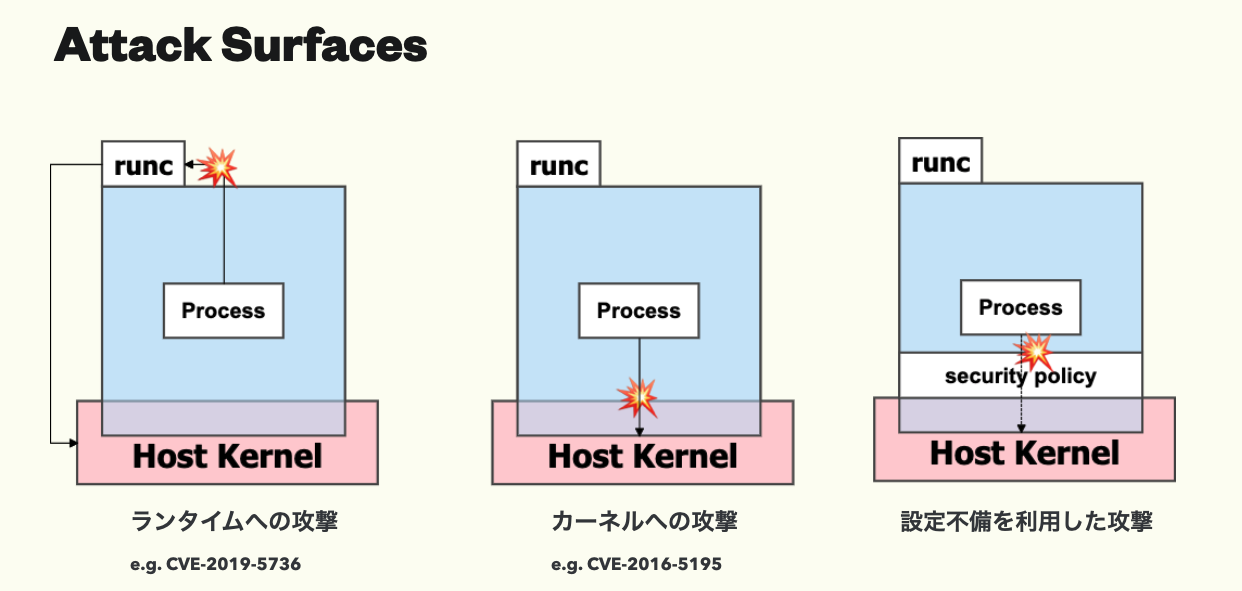 Attack Surfaces
runc
Process
Host Kernel
ランタイムへの攻撃
e.g. CVE-2019-5736
runc
Process
Host Kernel
カーネルへの攻撃
e.g. CVE-2016-5195
runc
Process
security policy
Host Kernel
設定不備を利用した攻撃